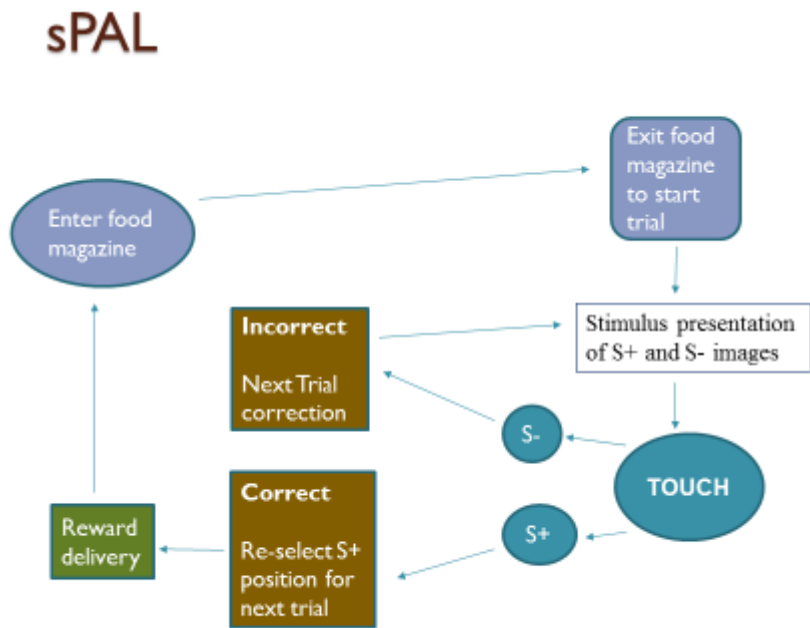 sPAL
Exit food
magazine
to start
trial
Enter food
magazine
Incorrect
Next Trial
correction
Stimulus presentation
of S+ and S- images
S-
TOUCH
Correct
Re-select S+
position for
next trial
S+
Reward
delivery